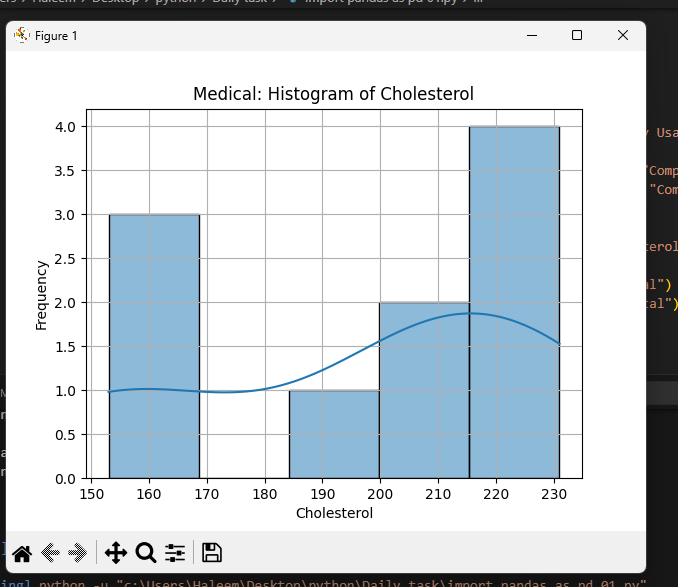 Figure 1
Medical: Histogram of Cholesterol
4.0
3.5
3.0
2.5
2.0
1.5
1.0
0.5
0.0
Frequency
150 160 170 180 190 200 210 220 230
Cholesterol
python -u "c:\Users\Haleem\Desktop\python\Daily task\import pandas as pd 01.py"